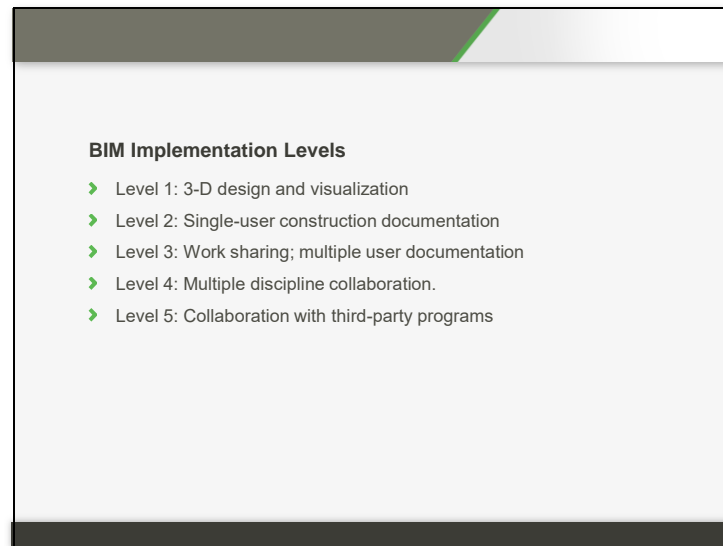 BIM Implementation Levels
Level 1: 3-D design and visualization
Level 2: Single-user construction documentation
Level 3: Work sharing; multiple user documentation
Level 4: Multiple discipline collaboration.
Level 5: Collaboration with third-party programs